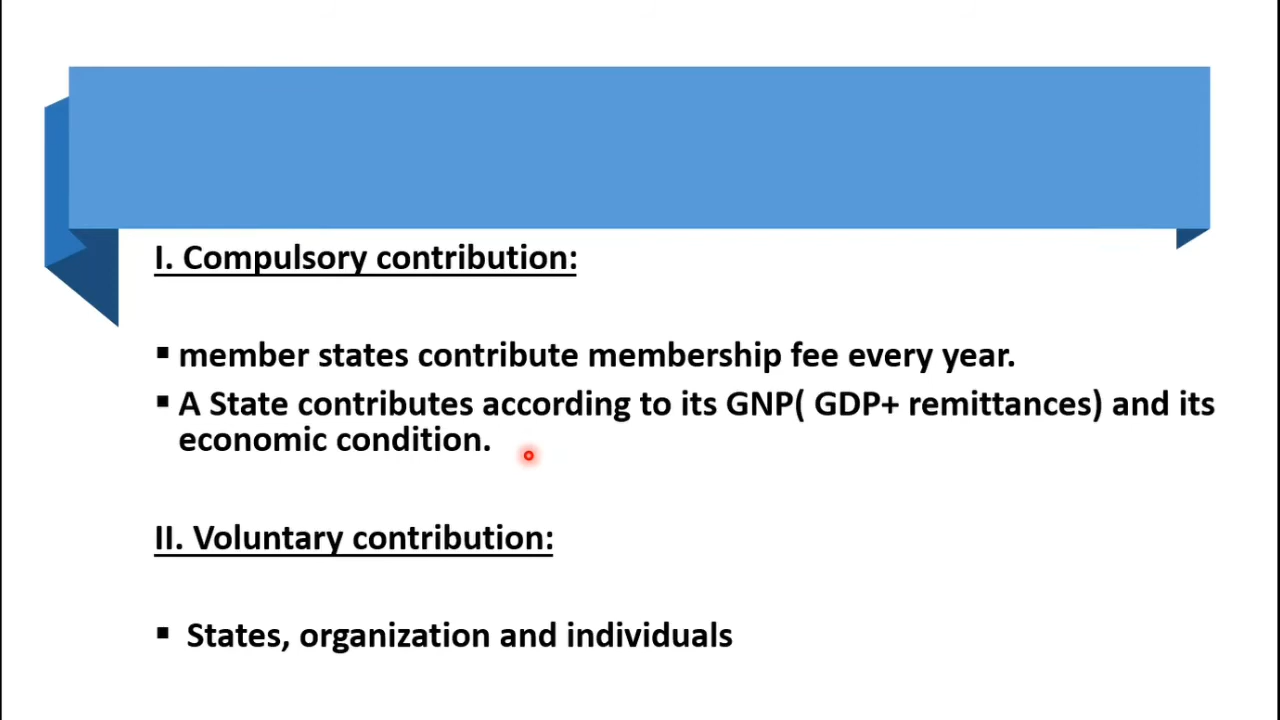 I. Compulsory contribution:
▪ member states contribute membership fee every year.
▪ A State contributes according to its GNP( GDP+ remittances) and its
economic condition.
II. Voluntary contribution:
▪ States, organization and individuals